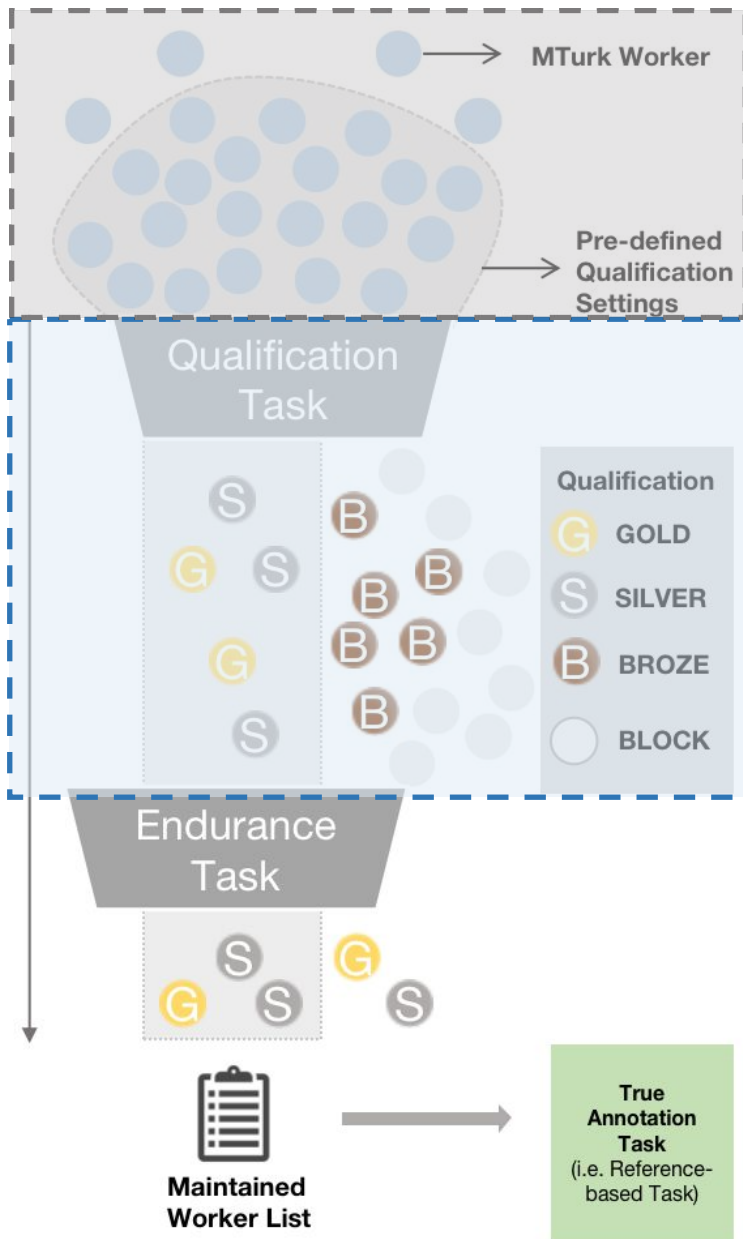 MTurk Worker
Pre-defined
Qualification
Settings
Qualification
Task
Qualification
S
B
G
GOLD
G
S
B
S
SILVER
B
B
B
G
B
BROZE
B
S
BLOCK
Endurance
Task
S
G
G
S
S
Maintained
Worker List
True
Annotation
Task
(i.e. Reference-
based Task)